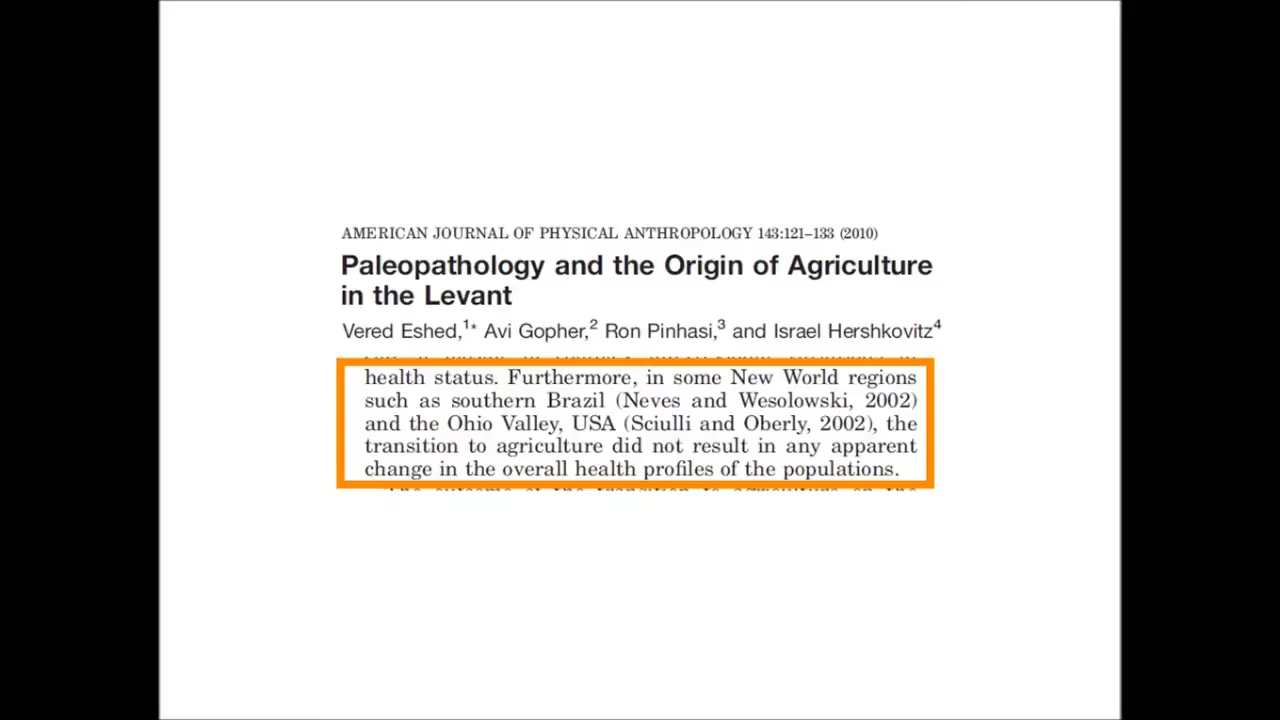 AMERICAN JOURNAL OF PHYSICAL ANTHROPOLOGY 143:121–133 (2010)
Paleopathology and the Origin of Agriculture
in the Levant
Vered Eshed,1* Avi Gopher,2 Ron Pinhasi,3 and Israel Hershkovitz4
health status. Furthermore, in some New World regions
such as southern Brazil (Neves and Wesolowski, 2002)
and the Ohio Valley, USA (Sciulli and Oberly, 2002), the
transition to agriculture did not result in any apparent
change in the overall health profiles of the populations.